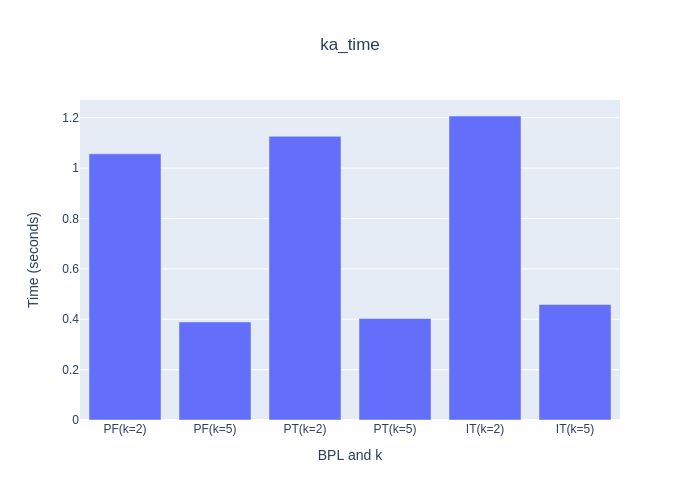 ka_time
1.2
1
0.8
0.6
0.4
0.2
0
Time (seconds)
PF(k=2) PF(k=5) PT(k=2) PT(k=5) IT(k=2) IT(k=5)
BPL and k